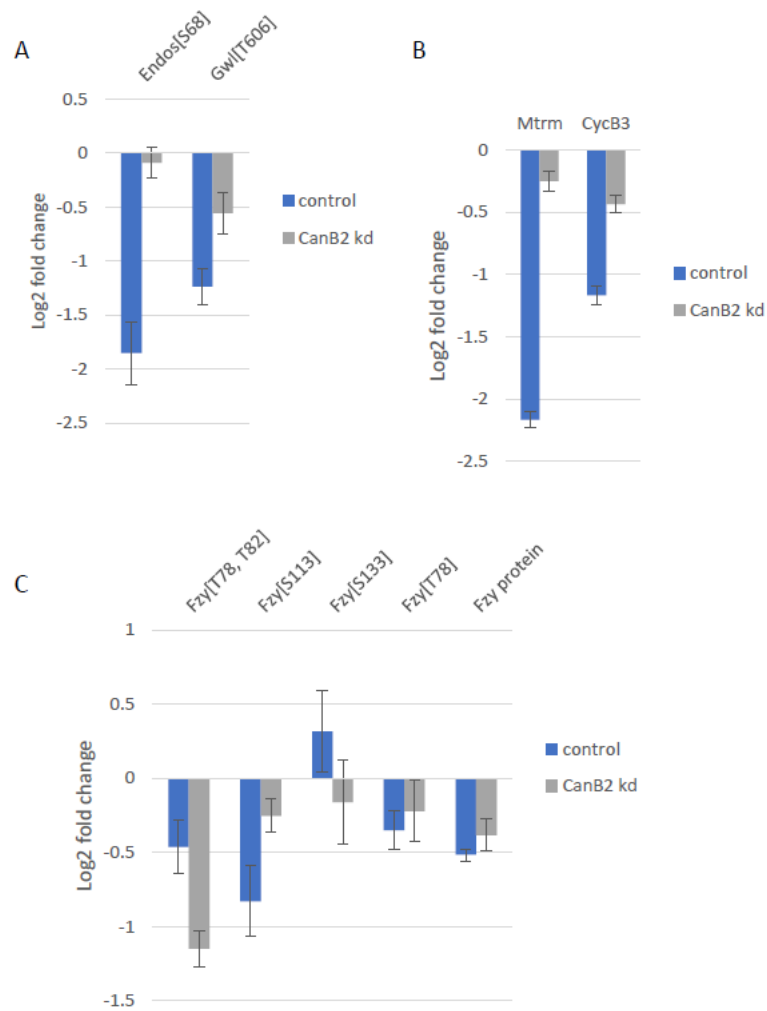 A
Endos[S68]
Gwl[T606]
0.5
0
-0.5
-1
-1.5
-2
-2.5
Log2 fold change
control
CanB2 kd
B
Mtrm
CycB3
0
-0.5
-1
-1.5
-2
-2.5
Log2 fold change
control
CanB2 kd
C
Fzy[T78, T82]
Fzy[S113]
Fzy[S133]
Fzy[T78]
Fzy protein
1
0.5
0
-0.5
-1
-1.5
Log2 fold change
control
CanB2 kd